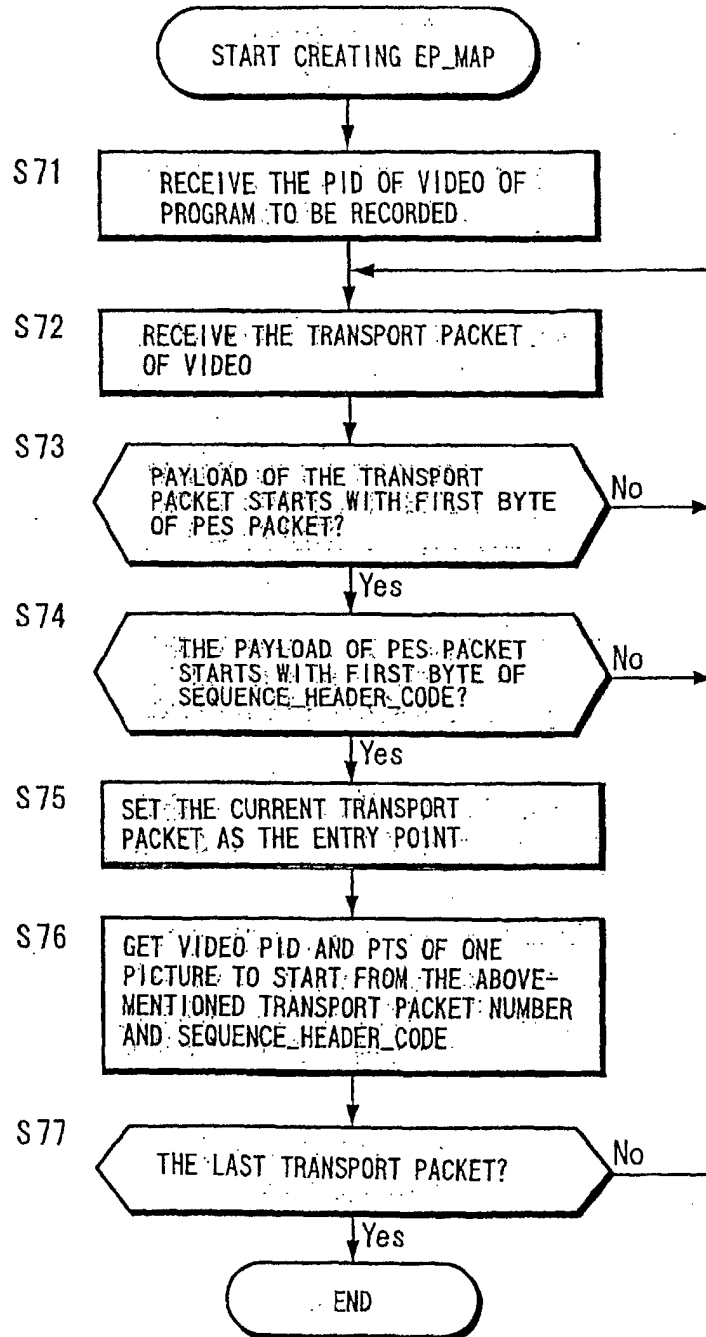 START CREATING EP_MAP
S71
RECEIVE THE PID OF VIDEO OF
PROGRAM TO BE RECORDED
S72
RECEIVE THE TRANSPORT PACKET
OF VIDEO
S73
PAYLOAD OF THE TRANSPORT
PACKET STARTS WITH FIRST BYTE
OF PES PACKET?
No
Yes
S74
THE PAYLOAD OF PES PACKET
STARTS WITH FIRST BYTE OF
SEQUENCE_HEADER_CODE?
No
Yes
S75
SET THE CURRENT TRANSPORT
PACKET AS THE ENTRY POINT
S76
GET VIDEO PID AND PTS OF ONE
PICTURE TO START FROM THE ABOVE-
MENTIONED TRANSPORT PACKET NUMBER
AND SEQUENCE_HEADER_CODE
S77
THE LAST TRANSPORT PACKET?
No
Yes
END